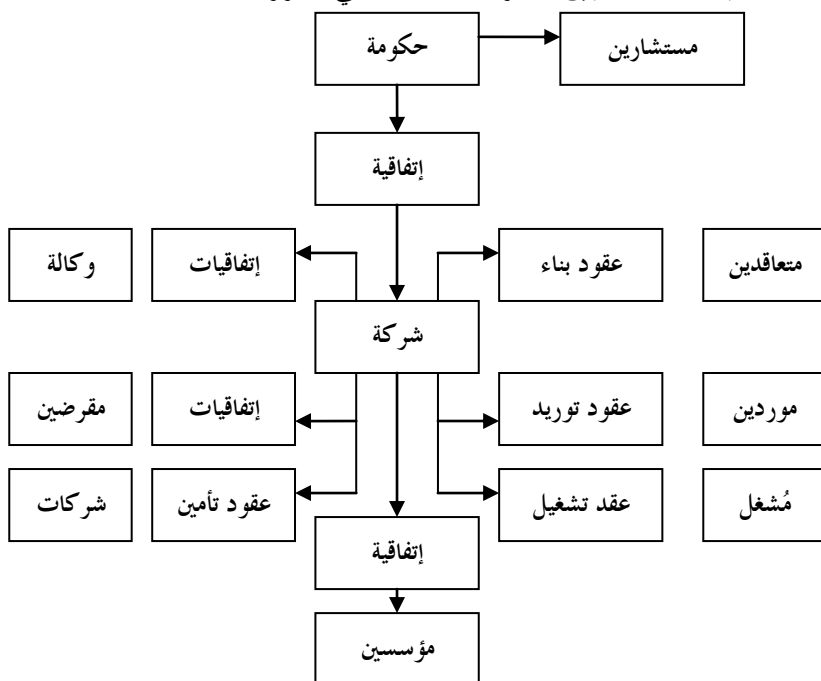 حكومة
مستشارين
إتفاقية
متعاقدين
عقود بناء
إتفاقيات
وكالة
شركة
موردين
عقود توريد
إتفاقيات
مقرضين
مُشغل
عقد تشغيل
عقود تأمين
شركات
إتفاقية
مؤسسين